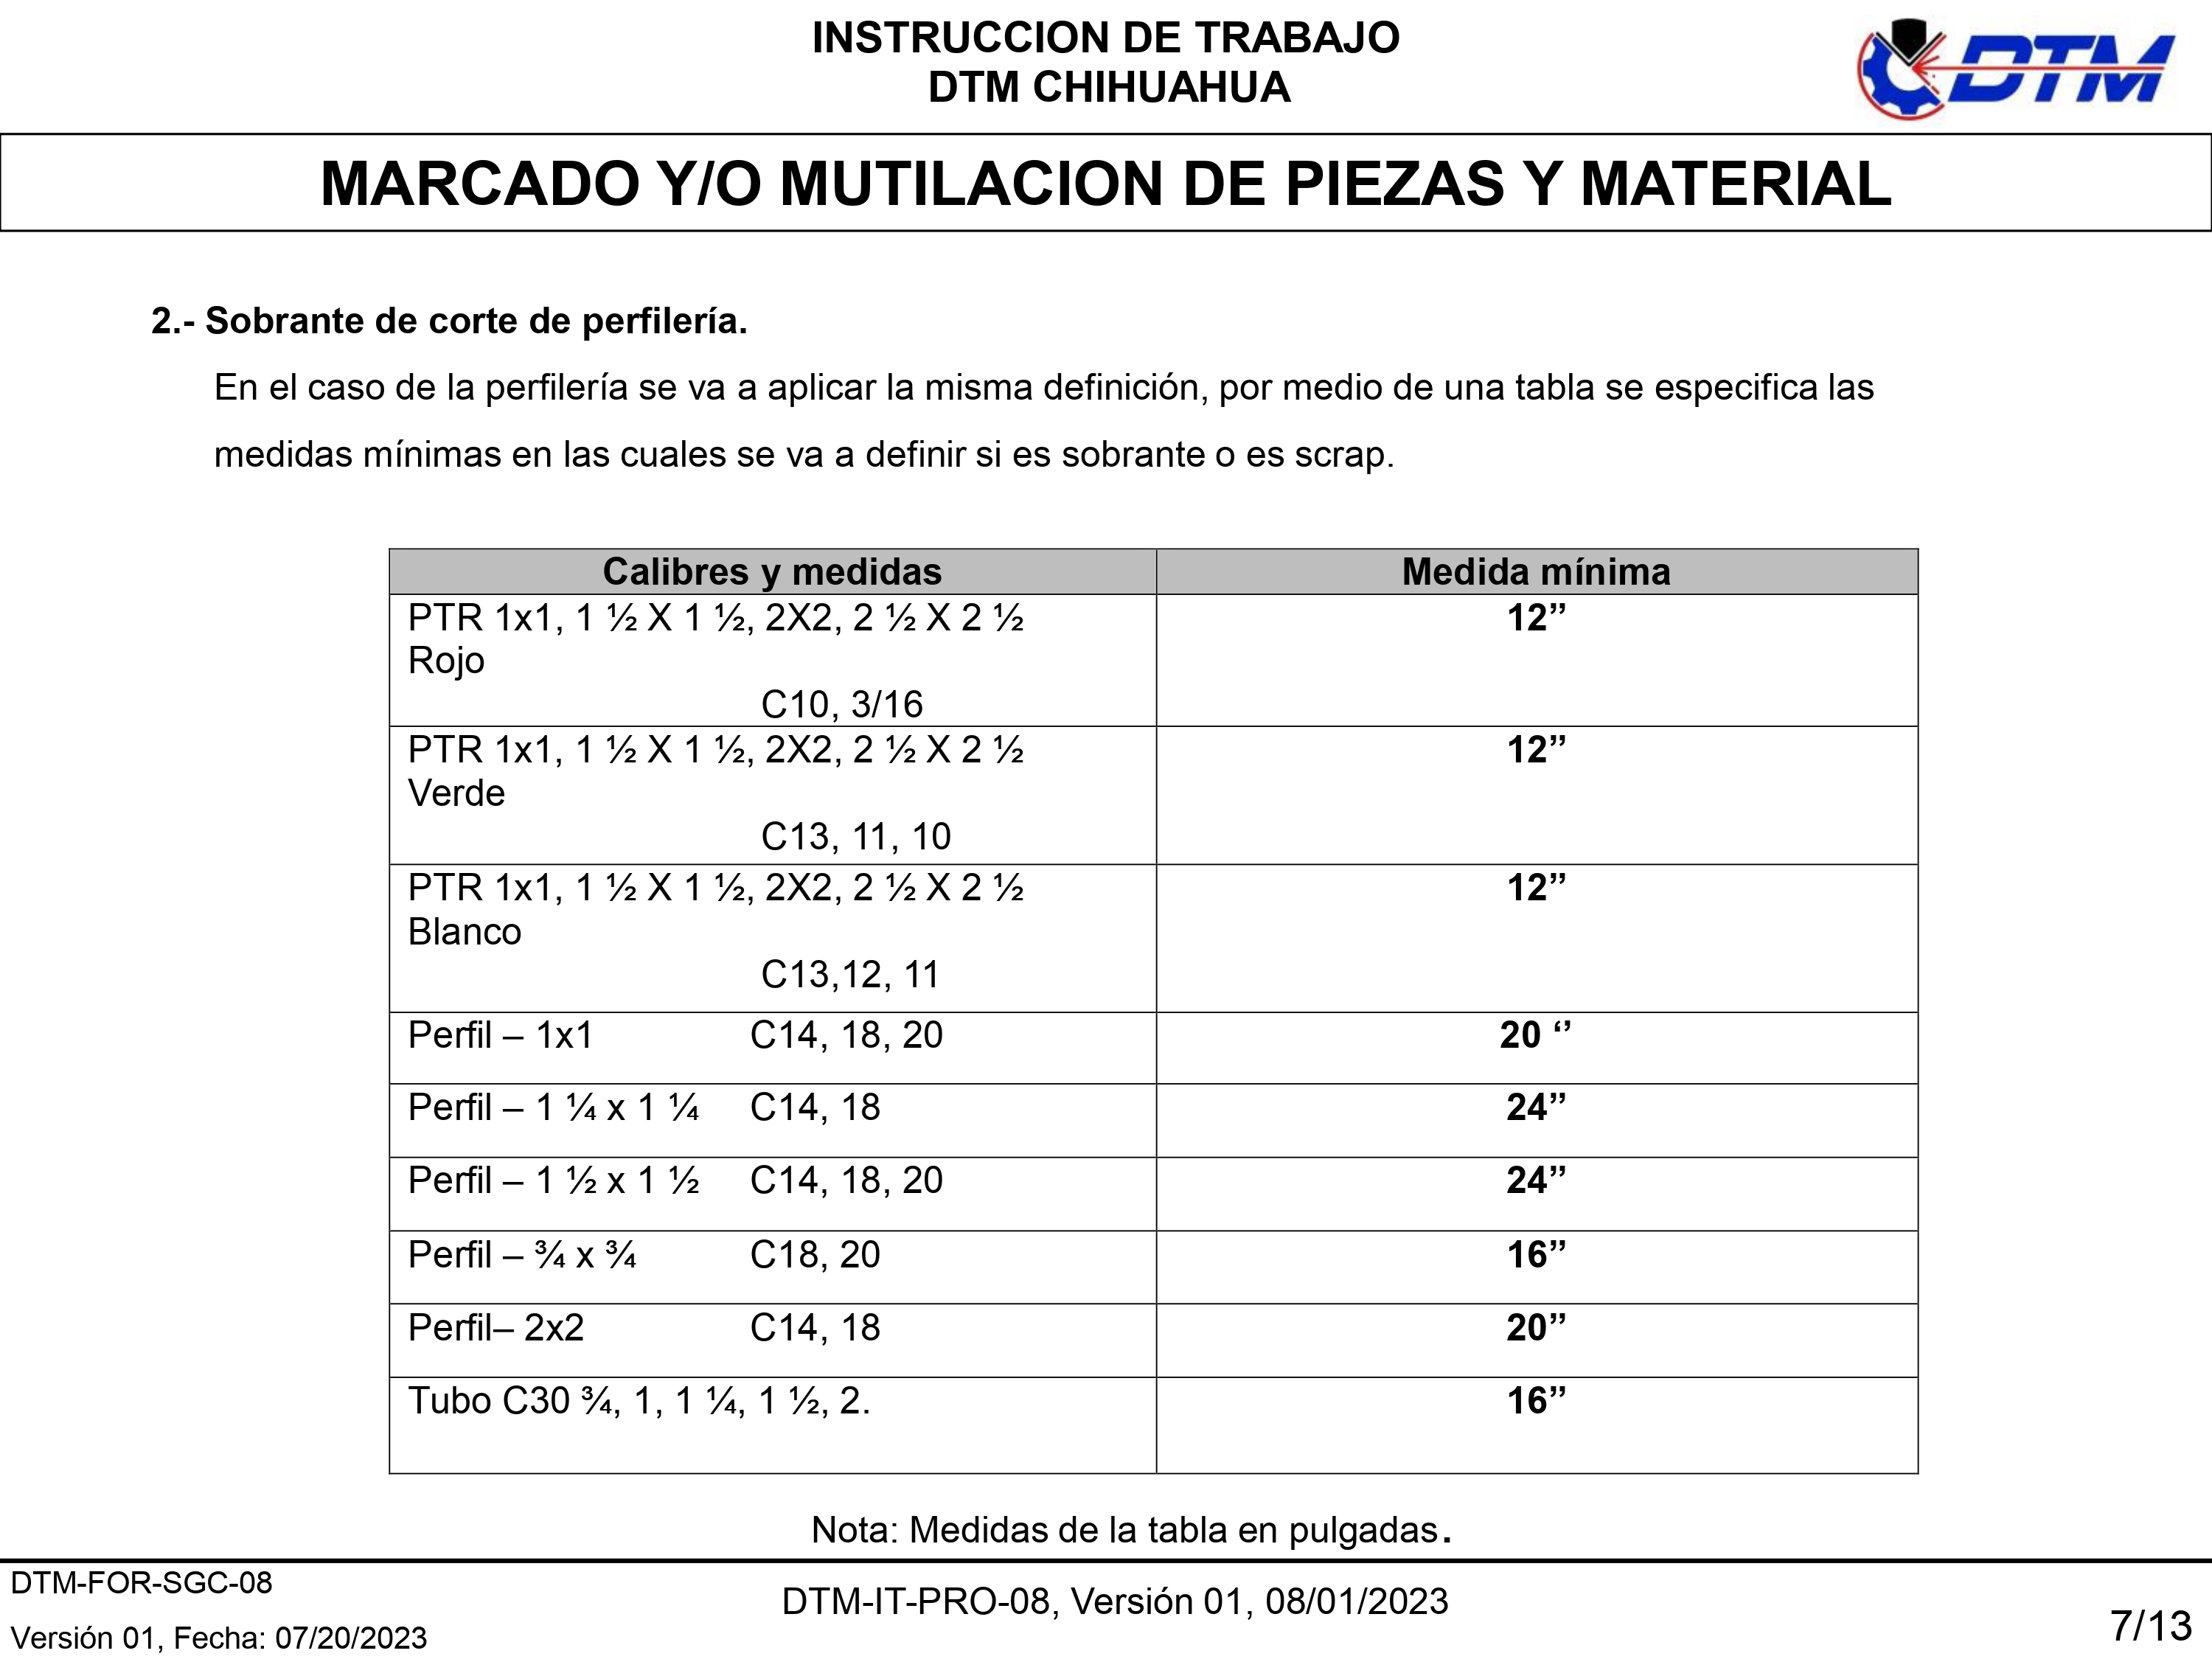 INSTRUCCION DE TRABAJO
DTM CHIHUAHUA
DTM
MARCADO Y/O MUTILACION DE PIEZAS Y MATERIAL
2.- Sobrante de corte de perfilería.
En el caso de la perfilería se va a aplicar la misma definición, por medio de una tabla se especifica las
medidas mínimas en las cuales se va a definir si es sobrante o es scrap.
Calibres y medidas Medida mínima
PTR 1x1, 1 ½ X 1 ½, 2X2, 2 ½ X 2 ½ 12’’
Rojo
C10, 3/16
PTR 1x1, 1 ½ X 1 ½, 2X2, 2 ½ X 2 ½ 12’’
Verde
C13, 11, 10
PTR 1x1, 1 ½ X 1 ½, 2X2, 2 ½ X 2 ½ 12’’
Blanco
C13,12, 11
Perfil – 1x1 C14, 18, 20 20 ‘’
Perfil – 1 ¼ x 1 ¼ C14, 18 24’’
Perfil – 1 ½ x 1 ½ C14, 18, 20 24’’
Perfil – ¾ x ¾ C18, 20 16’’
Perfil– 2x2 C14, 18 20’’
Tubo C30 ¾, 1, 1 ¼, 1 ½, 2. 16’’
Nota: Medidas de la tabla en pulgadas.
DTM-FOR-SGC-08
DTM-IT-PRO-08, Versión 01, 08/01/2023
Versión 01, Fecha: 07/20/2023
7/13